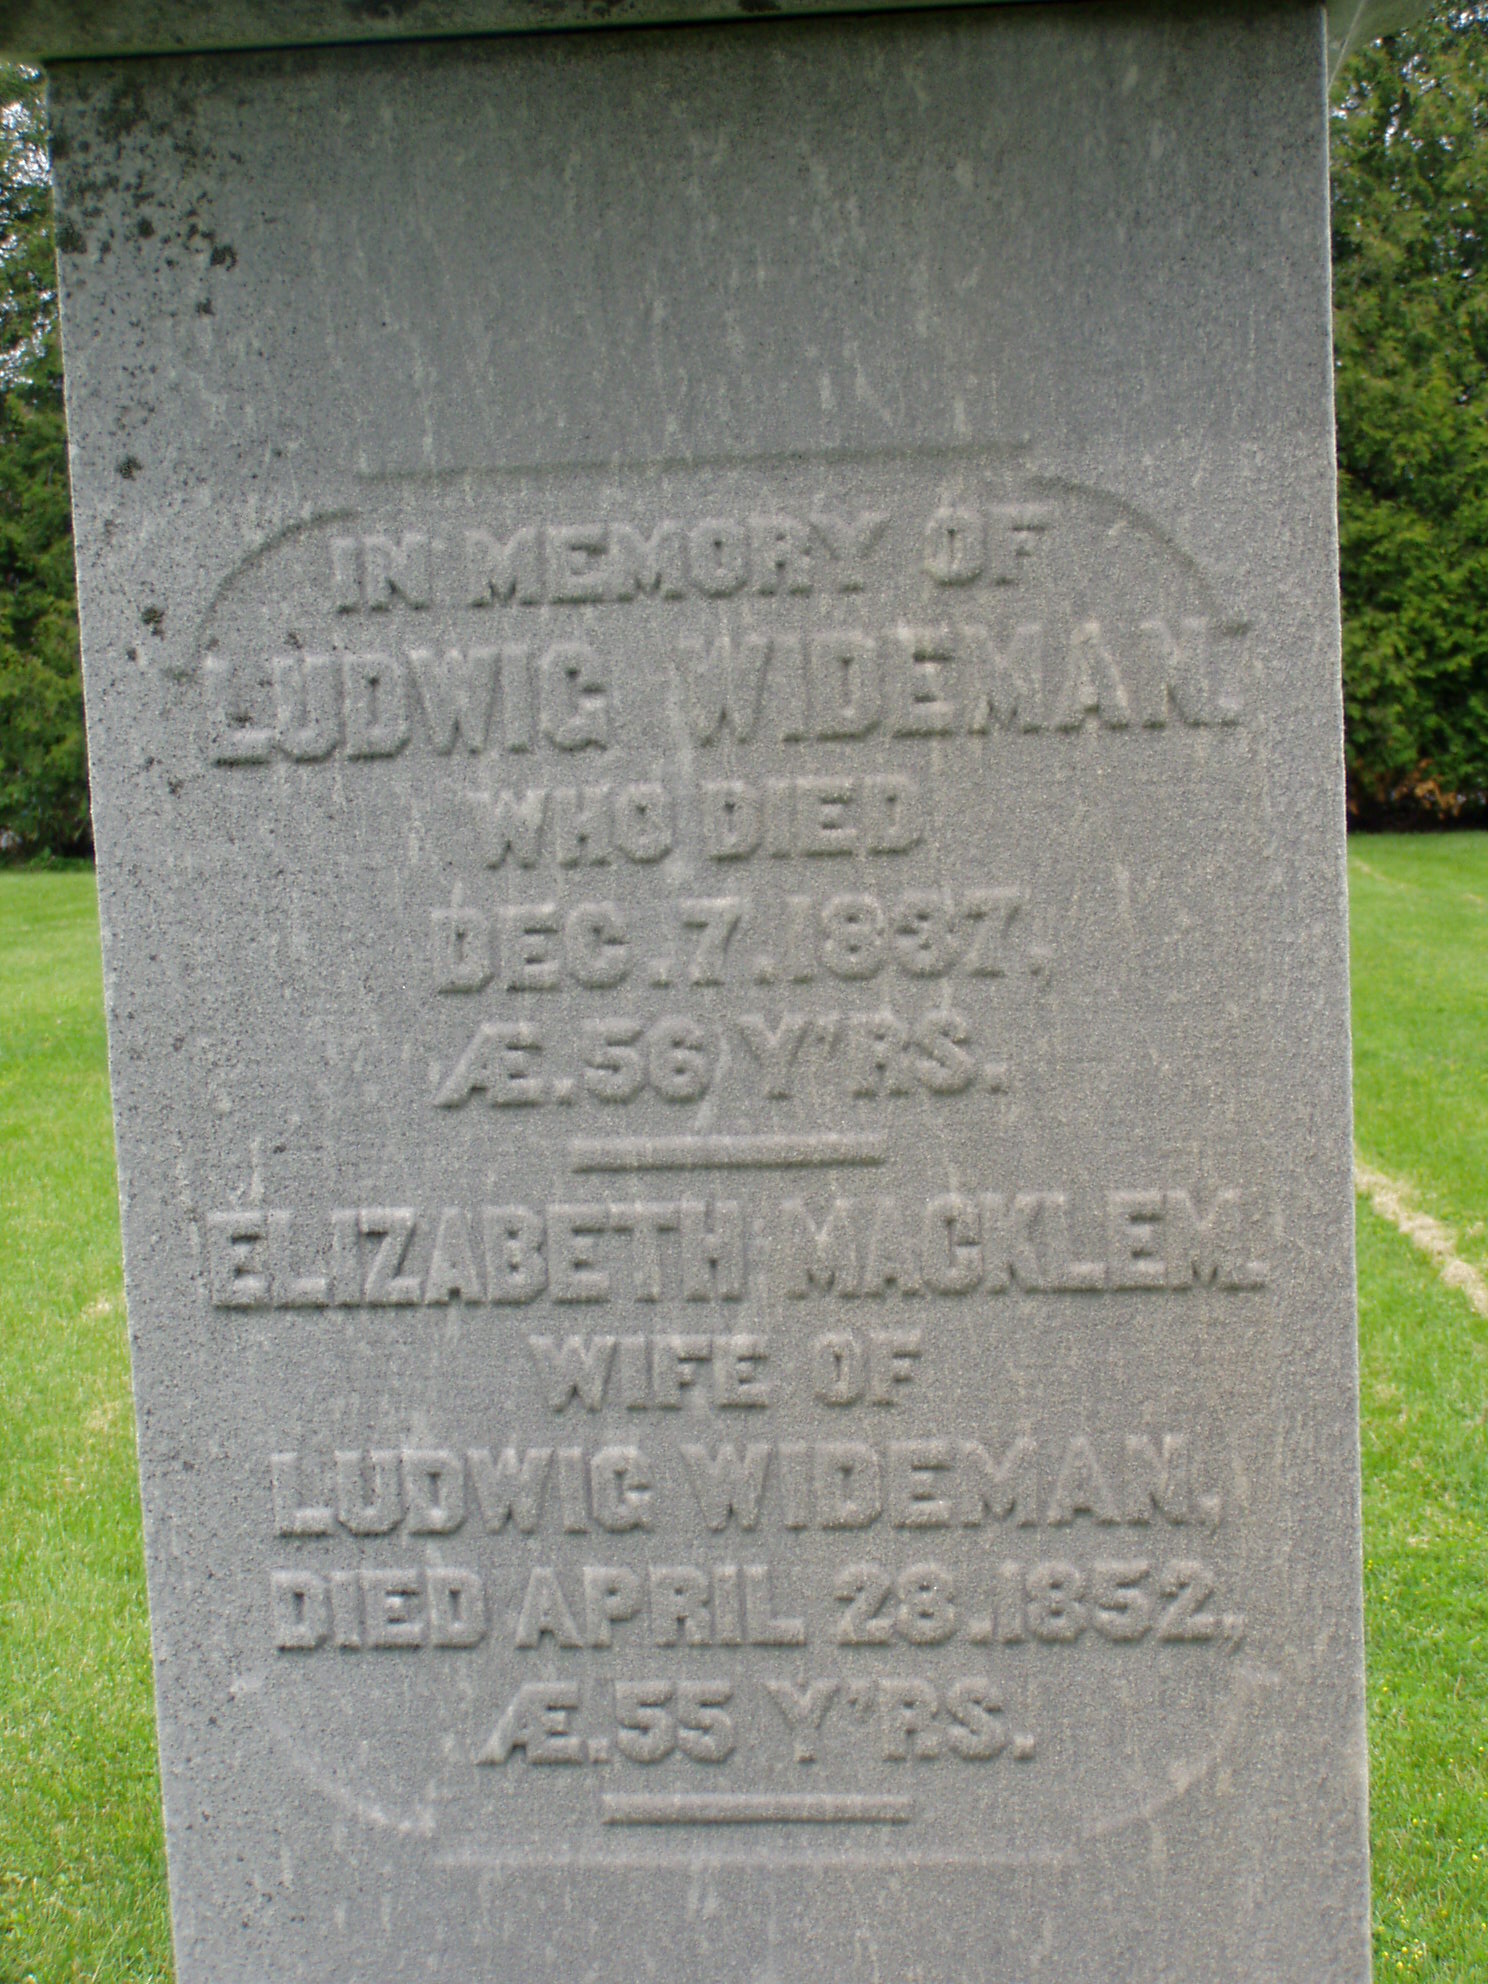 IN MEMORY OF
LUDWIG WIDEMAN.
WHO DIED
DEC. 7. 1837,
Æ. 56 Y'RS.
ELIZABETH MACKLEM.
WIFE OF
LUDWIG WIDEMAN,
DIED APRIL 28. 1852,
Æ. 55 Y'RS.